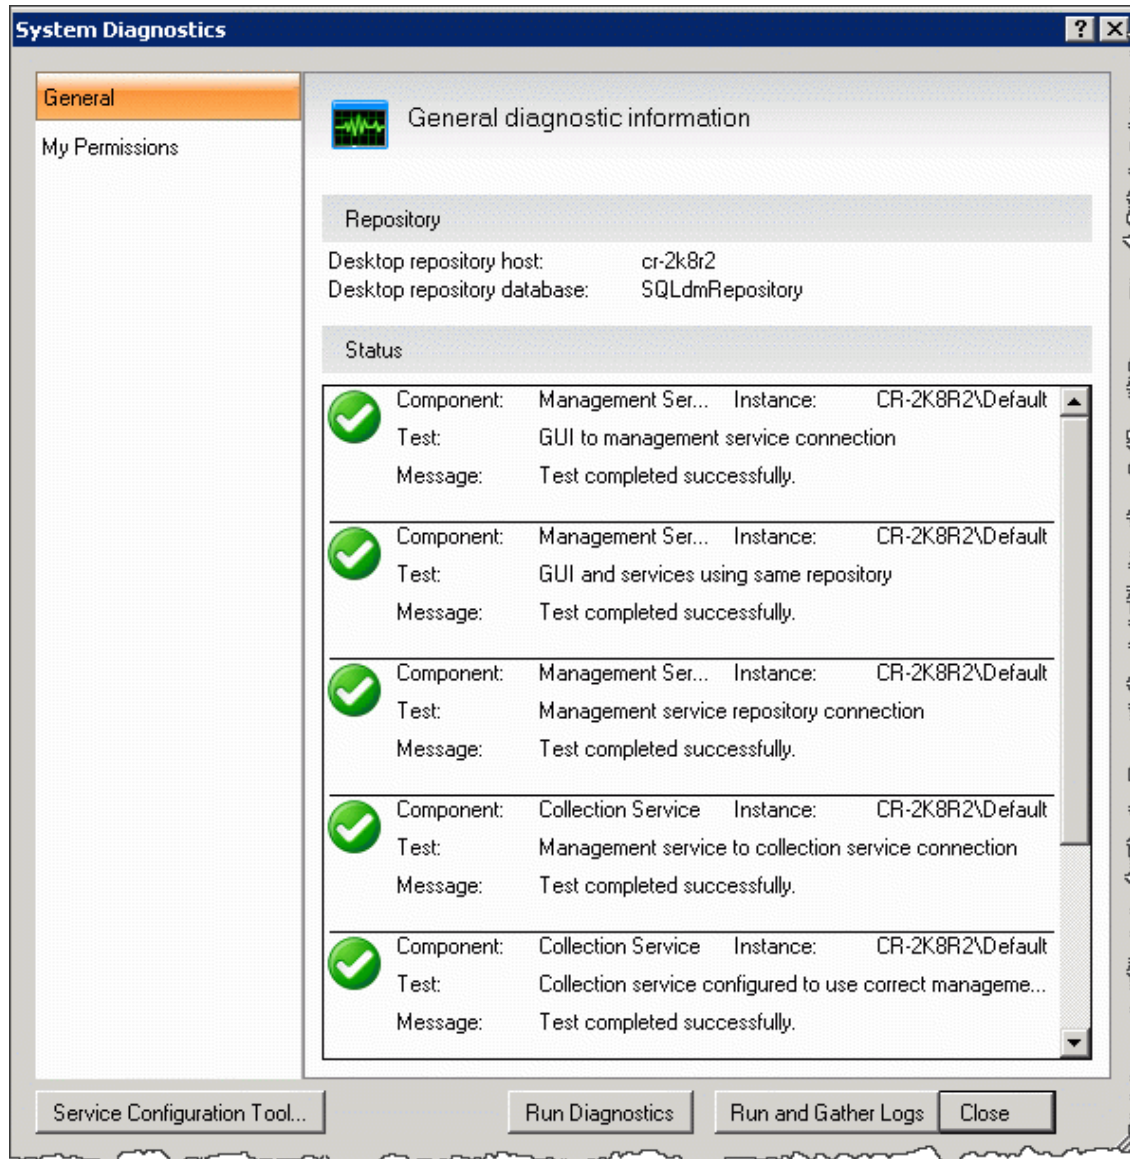 System Diagnostics
General
My Permissions
General diagnostic information
Repository
Desktop repository host: cr-2k8r2
Desktop repository database: SQLdmRepository
Status
Component: Management Ser... Instance: CR-2K8R2\Default
Test: GUI to management service connection
Message: Test completed successfully.
Component: Management Ser... Instance: CR-2K8R2\Default
Test: GUI and services using same repository
Message: Test completed successfully.
Component: Management Ser... Instance: CR-2K8R2\Default
Test: Management service repository connection
Message: Test completed successfully.
Component: Collection Service Instance: CR-2K8R2\Default
Test: Management service to collection service connection
Message: Test completed successfully.
Component: Collection Service Instance: CR-2K8R2\Default
Test: Collection service configured to use correct manageme...
Message: Test completed successfully.
Service Configuration Tool... Run Diagnostics Run and Gather Logs Close